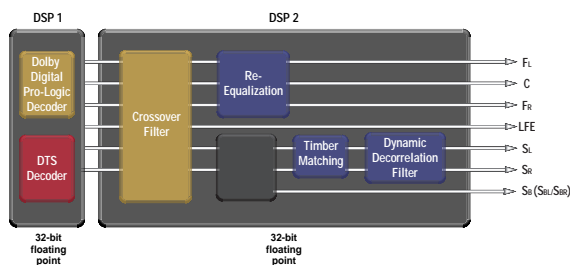 DSP 1
DSP 2
Dolby
Digital
Pro-Logic
Decoder
DTS
Decoder
Crossover
Filter
Re-
Equalization
Timber
Matching
Dynamic
Decorrelation
Filter
FL
C
FR
LFE
SL
SR
SB (SBL/SBR)
32-bit
floating
point
32-bit
floating
point